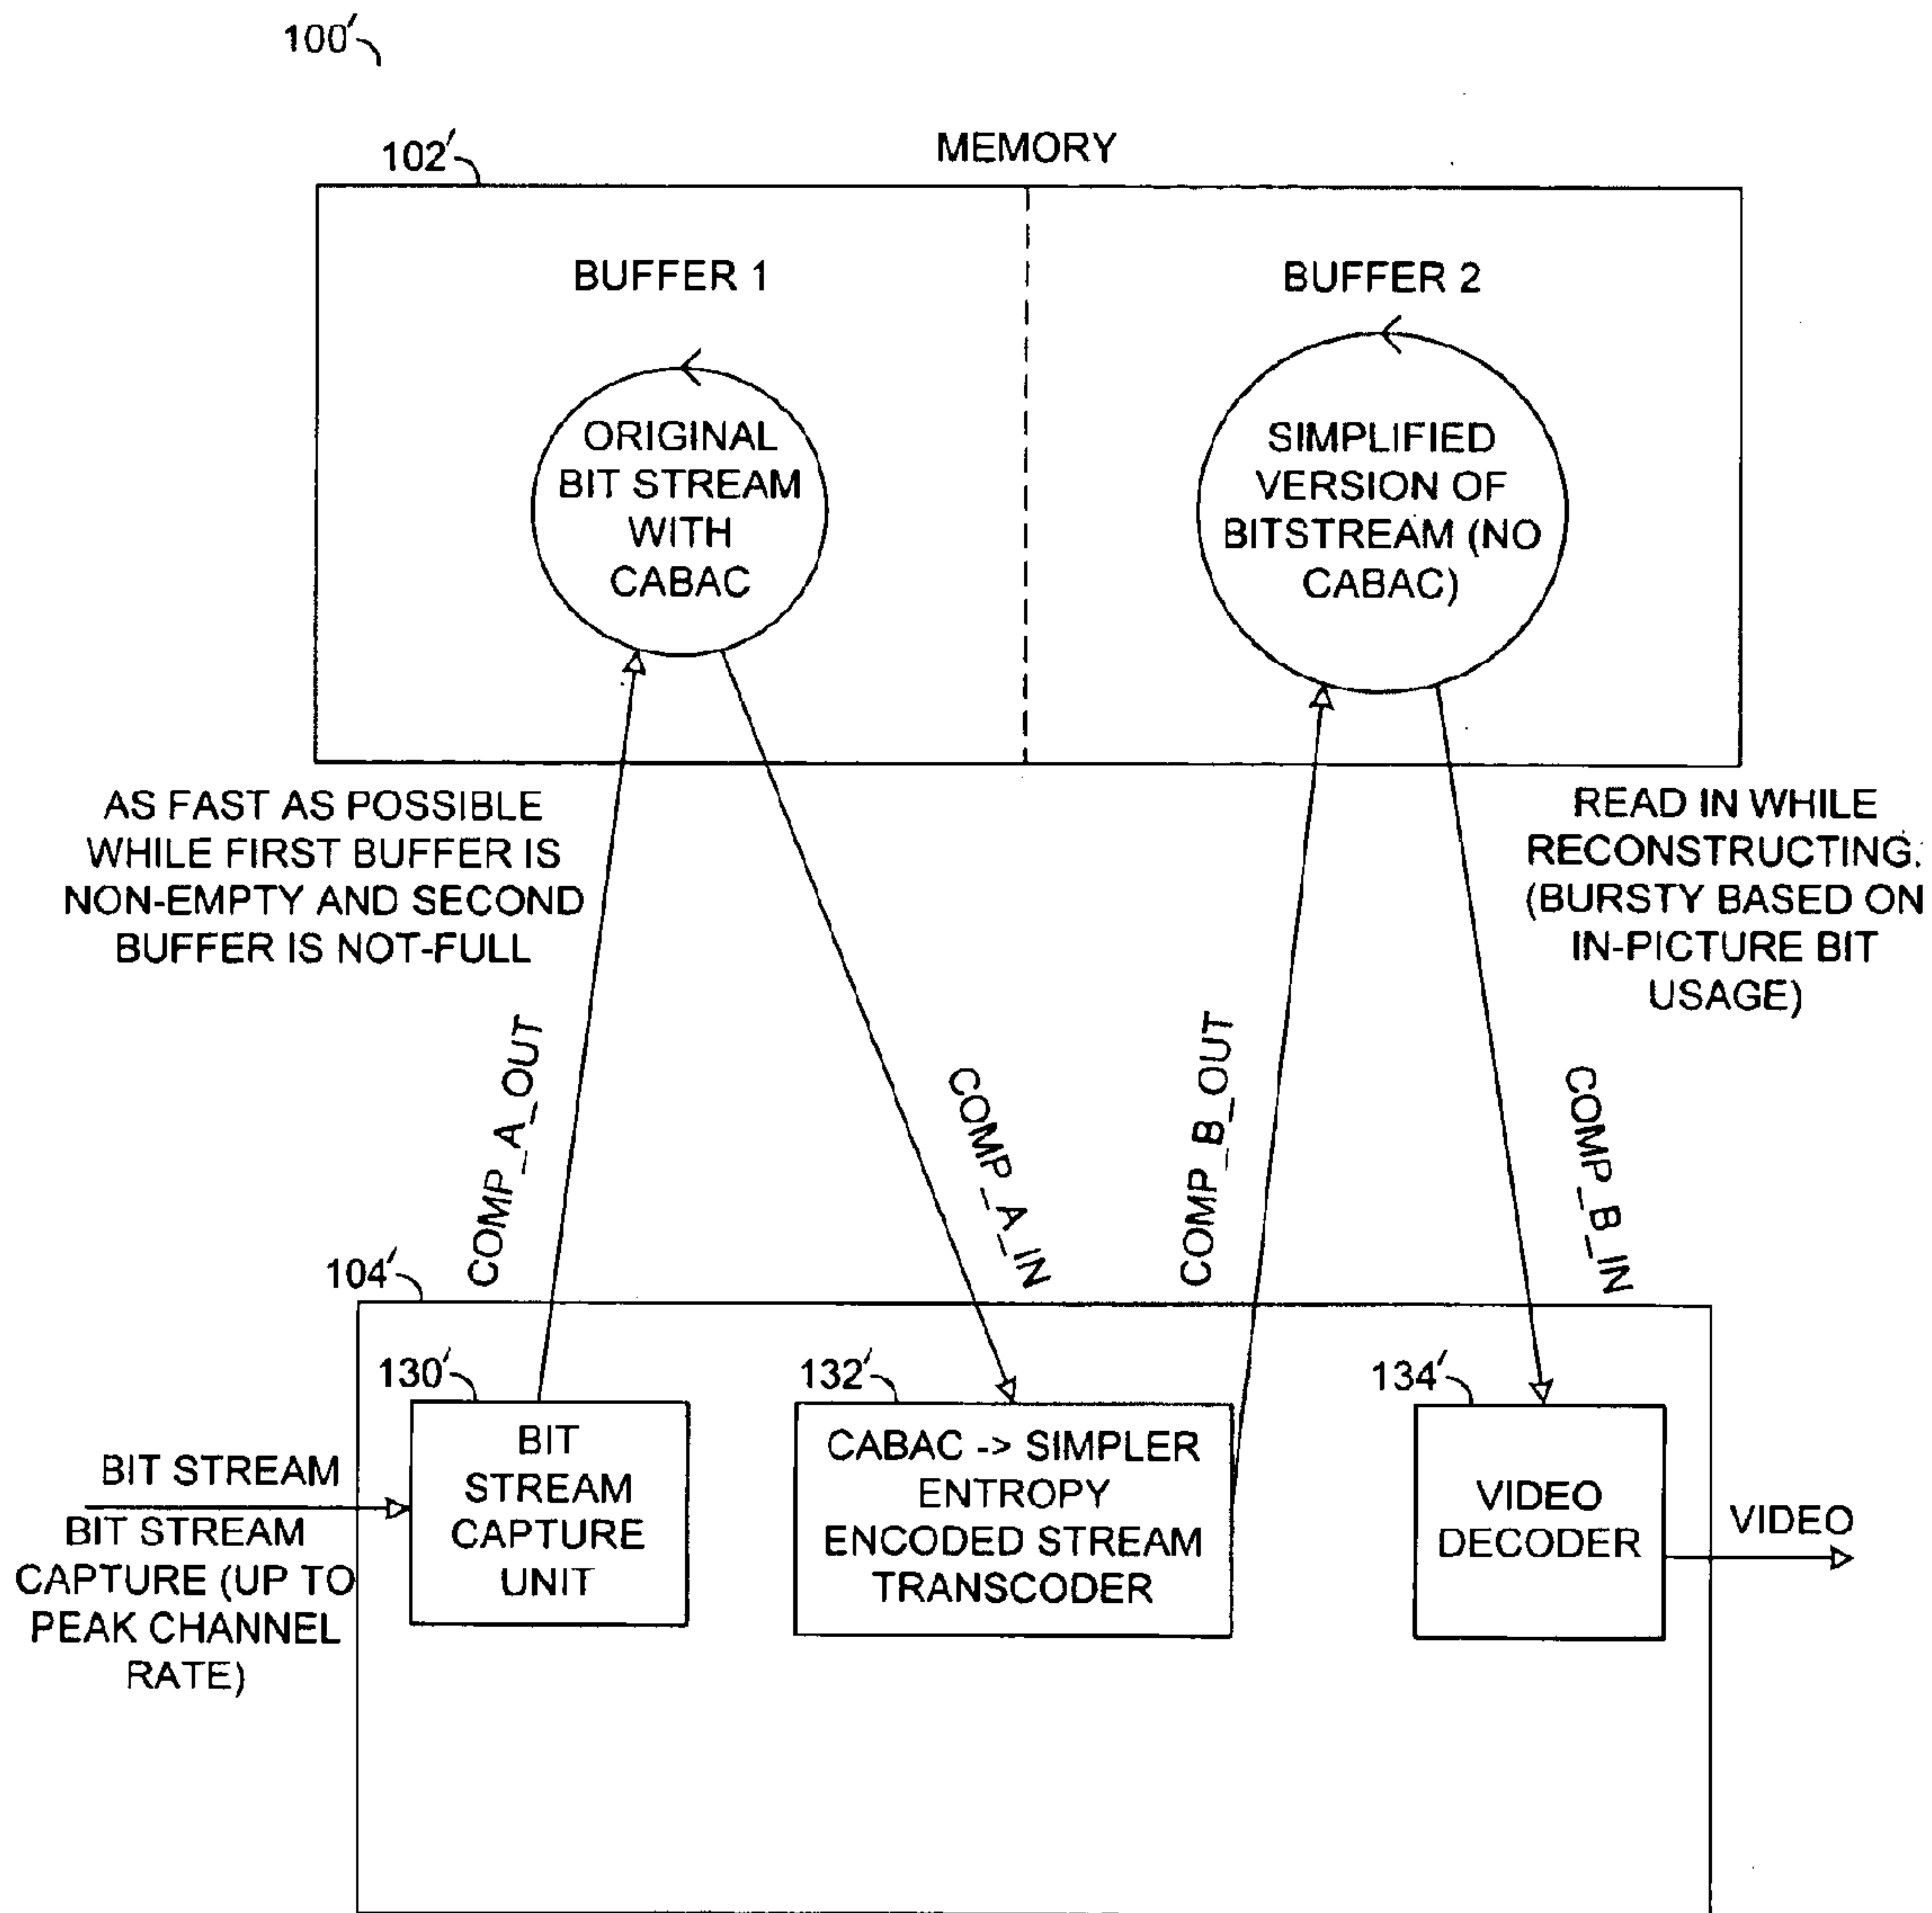 100′
102′
MEMORY
BUFFER 1
BUFFER 2
ORIGINAL
BIT STREAM
WITH
CABAC
SIMPLIFIED
VERSION OF
BITSTREAM (NO
CABAC)
AS FAST AS POSSIBLE
WHILE FIRST BUFFER IS
NON-EMPTY AND SECOND
BUFFER IS NOT-FULL
READ IN WHILE
RECONSTRUCTING.
(BURSTY BASED ON
IN-PICTURE BIT
USAGE)
COMP_A_OUT
COMP_A_IN
COMP_B_OUT
COMP_B_IN
104′
130′
132′
134′
BIT STREAM
BIT STREAM
CAPTURE (UP TO
PEAK CHANNEL
RATE)
BIT
STREAM
CAPTURE
UNIT
CABAC -> SIMPLER
ENTROPY
ENCODED STREAM
TRANSCODER
VIDEO
DECODER
VIDEO